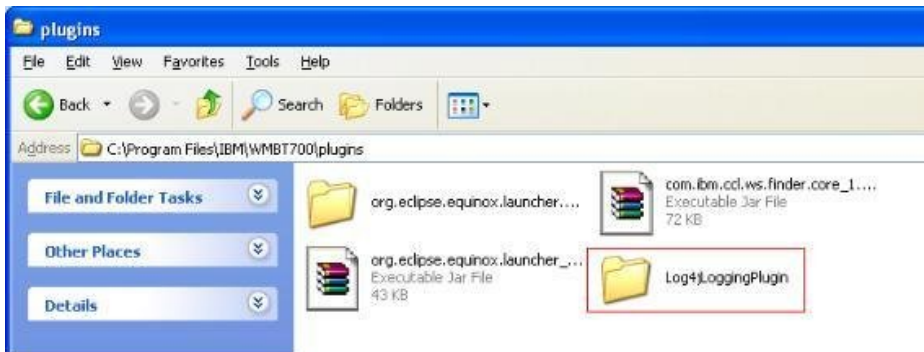 plugins
File Edit View Favorites Tools Help
Back Search Folders
Address C:\Program Files\IBM\WMBT700\plugins
File and Folder Tasks
Other Places
Details
org.eclipse.equinox.launcher....
com.ibm.ccl.ws.finder.core_1....
Executable Jar File
72 KB
org.eclipse.equinox.launcher_...
Executable Jar File
43 KB
Log4jLoggingPlugin